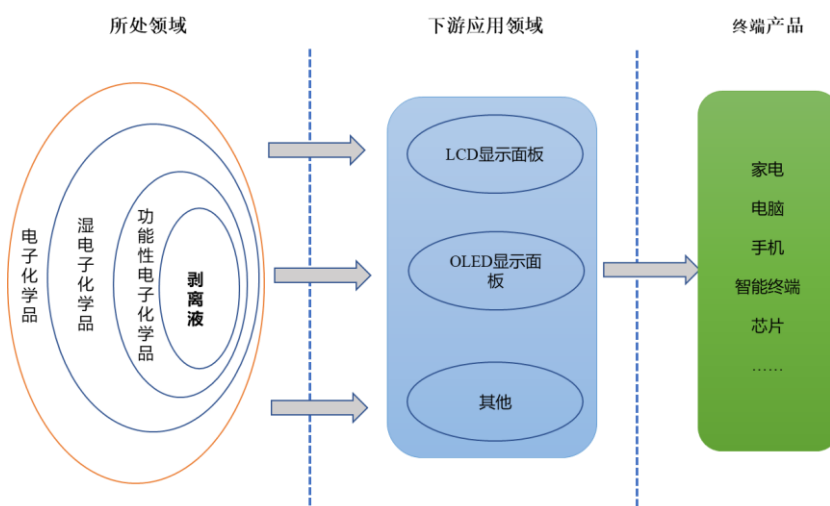 所处领域
下游应用领域
终端产品
电子化学品
湿电子化学品
功能性电子化学品
剥离液
LCD显示面板
OLED显示面
板
其他
家电
电脑
手机
智能终端
芯片
……